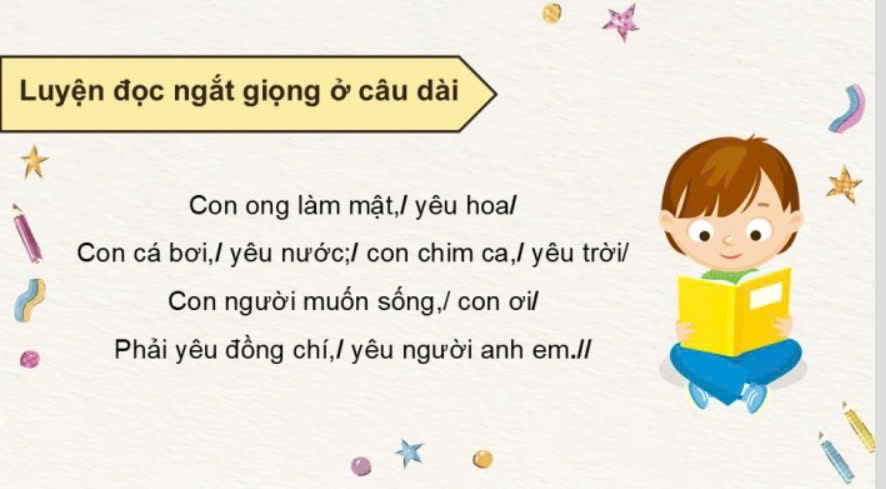 Luyện đọc ngắt giọng ở câu dài
Con ong làm mật,/ yêu hoa/
Con cá bơi,/ yêu nước;/ con chim ca,/ yêu trời/
Con người muốn sống,/ con ơi/
Phải yêu đồng chí,/ yêu người anh em.//